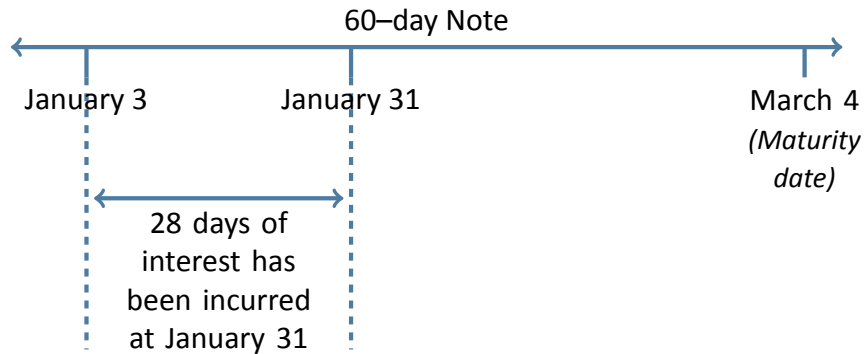 60–day Note
January 3
January 31
March 4
(Maturity
date)
28 days of
interest has
been incurred
at January 31